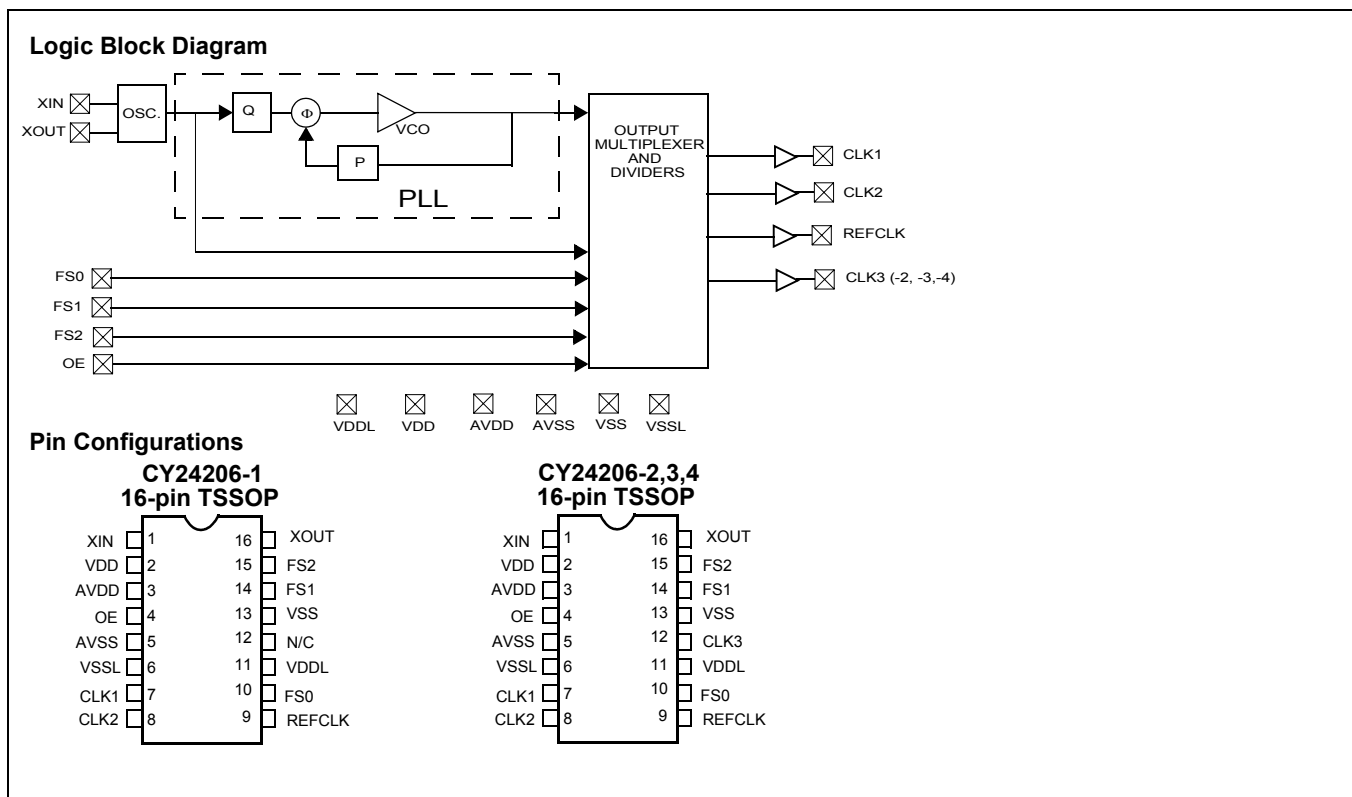 Logic Block Diagram
XIN
XOUT
OSC.
Q
Φ
VCO
P
PLL
OUTPUT
MULTIPLEXER
AND
DIVIDERS
CLK1
CLK2
REFCLK
CLK3 (-2, -3,-4)
FS0
FS1
FS2
OE
VDDL VDD AVDD AVSS VSS VSSL
Pin Configurations
CY24206-1
16-pin TSSOP
XIN 1 16 XOUT
VDD 2 15 FS2
AVDD 3 14 FS1
OE 4 13 VSS
AVSS 5 12 N/C
VSSL 6 11 VDDL
CLK1 7 10 FS0
CLK2 8 9 REFCLK
CY24206-2,3,4
16-pin TSSOP
XIN 1 16 XOUT
VDD 2 15 FS2
AVDD 3 14 FS1
OE 4 13 VSS
AVSS 5 12 CLK3
VSSL 6 11 VDDL
CLK1 7 10 FS0
CLK2 8 9 REFCLK